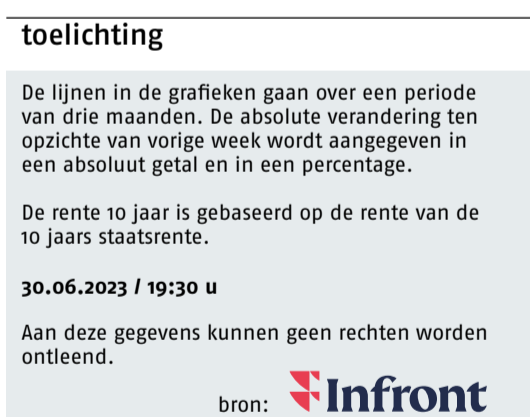 toelichting
De lijnen in de grafieken gaan over een periode
van drie maanden. De absolute verandering ten
opzichte van vorige week wordt aangegeven in
een absoluut getal en in een percentage.
De rente 10 jaar is gebaseerd op de rente van de
10 jaars staatsrente.
30.06.2023 / 19:30 u
Aan deze gegevens kunnen geen rechten worden
ontleend.
bron: Infront